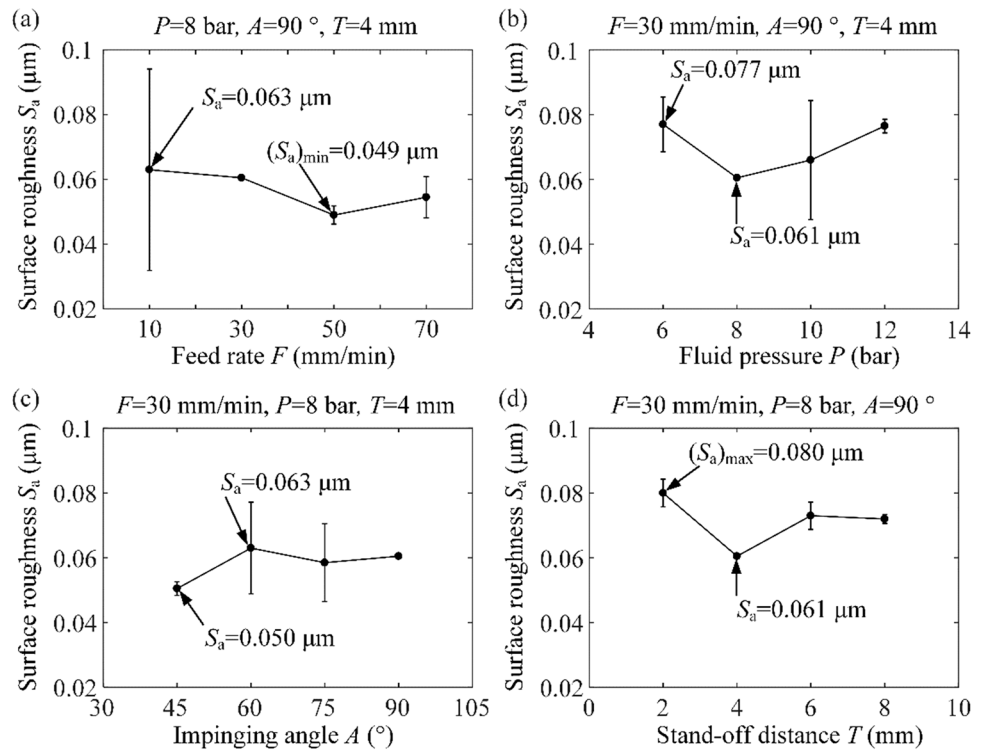 (a)
P=8 bar, A=90 °, T=4 mm
Surface roughness Sa (μm)
0.1
0.08
0.06
0.04
0.02
Sa=0.063 μm
(Sa)min=0.049 μm
10 30 50 70
Feed rate F (mm/min)
(b)
F=30 mm/min, A=90 °, T=4 mm
Surface roughness Sa (μm)
0.1
0.08
0.06
0.04
0.02
Sa=0.077 μm
Sa=0.061 μm
4 6 8 10 12 14
Fluid pressure P (bar)
(c)
F=30 mm/min, P=8 bar, T=4 mm
Surface roughness Sa (μm)
0.1
0.08
0.06
0.04
0.02
Sa=0.063 μm
Sa=0.050 μm
30 45 60 75 90 105
Impinging angle A (°)
(d)
F=30 mm/min, P=8 bar, A=90 °
Surface roughness Sa (μm)
0.1
0.08
0.06
0.04
0.02
(Sa)max=0.080 μm
Sa=0.061 μm
0 2 4 6 8 10
Stand-off distance T (mm)